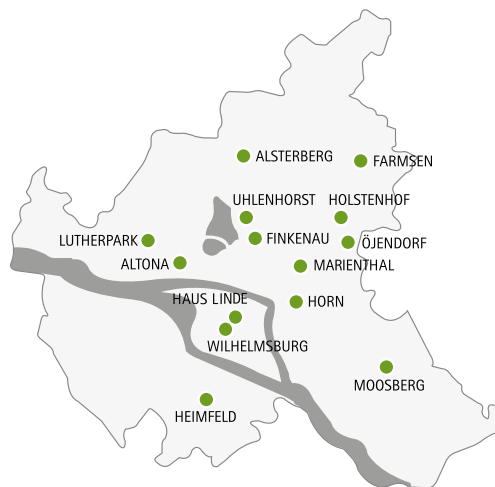 ALSTERBERG
FARMSEN
UHLENHORST
HOLSTENHOF
LUTHERPARK
FINKENAU
ÖJENDORF
ALTONA
MARIENTHAL
HAUS LINDE
HORN
WILHELMSBURG
MOOSBERG
HEIMFELD